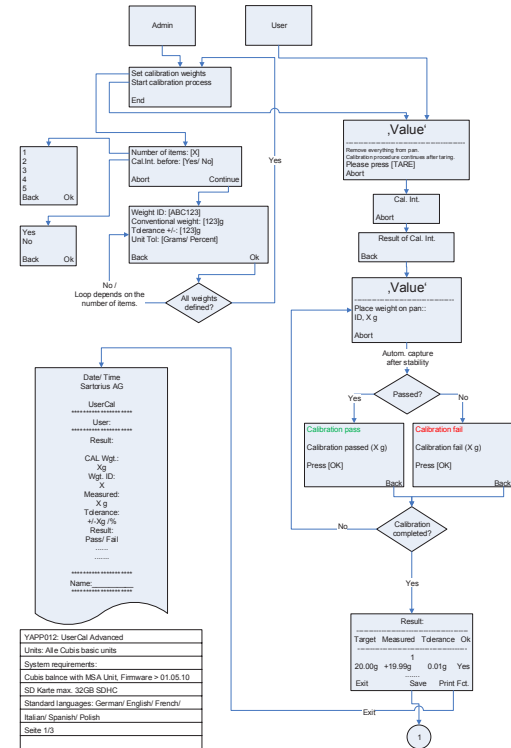 Admin
User
Set calibration weights
Start calibration process
End
1
2
3
4
5
Back Ok
Number of items: [X]
Cal.Int. before: [Yes/ No]
Abort Continue
Yes
No
Back Ok
Weight ID: [ABC123]
Conventional weight: [123]g
Tolerance +/-: [123]g
Unit Tol: [Grams/ Percent]
Back Ok
No /
Loop depends on the
number of items.
All weights
defined?
Yes
‚Value‘
Remove everything from pan.
Calibration procedure continues after taring.
Please press [TARE]
Abort
Cal. Int.
Abort
Result of Cal. Int.
Back
‚Value‘
Place weight on pan::
ID, X g
Abort
Autom. capture
after stability
Yes
Passed?
No
Calibration pass
Calibration passed (X g)
Press [OK]
Back
Calibration fail
Calibration fail (X g)
Press [OK]
Back
No
Calibration
completed?
Yes
Result:
Target Measured Tolerance Ok
1
20.00g +19.99g 0.01g Yes
......
Exit Save Print Fct.
Exit
1
Date/ Time
Sartorius AG
UserCal
*********************
User:
*********************
Result:
CAL Wgt.:
Xg
Wgt. ID:
X
Measured:
X g
Tolerance:
+/-Xg /%
Result:
Pass/ Fail
......
.......
*********************
Name:__________
*********************
YAPP012: UserCal Advanced
Units: Alle Cubis basic units
System requirements:
Cubis balnce with MSA Unit, Firmware > 01.05.10
SD Karte max. 32GB SDHC
Standard languages: German/ English/ French/
Italian/ Spanish/ Polish
Seite 1/3